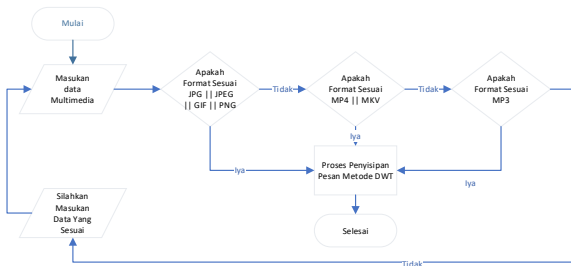 Mulai
Masukan
data
Multimedia
Apakah
Format Sesuai
JPG || JPEG
|| GIF || PNG
Tidak
Apakah
Format Sesuai
MP4 || MKV
Tidak
Apakah
Format Sesuai
MP3
Iya
Iya
Iya
Proses Penyisipan
Pesan Metode DWT
Silahkan
Masukan
Data Yang
Sesuai
Selesai
Tidak